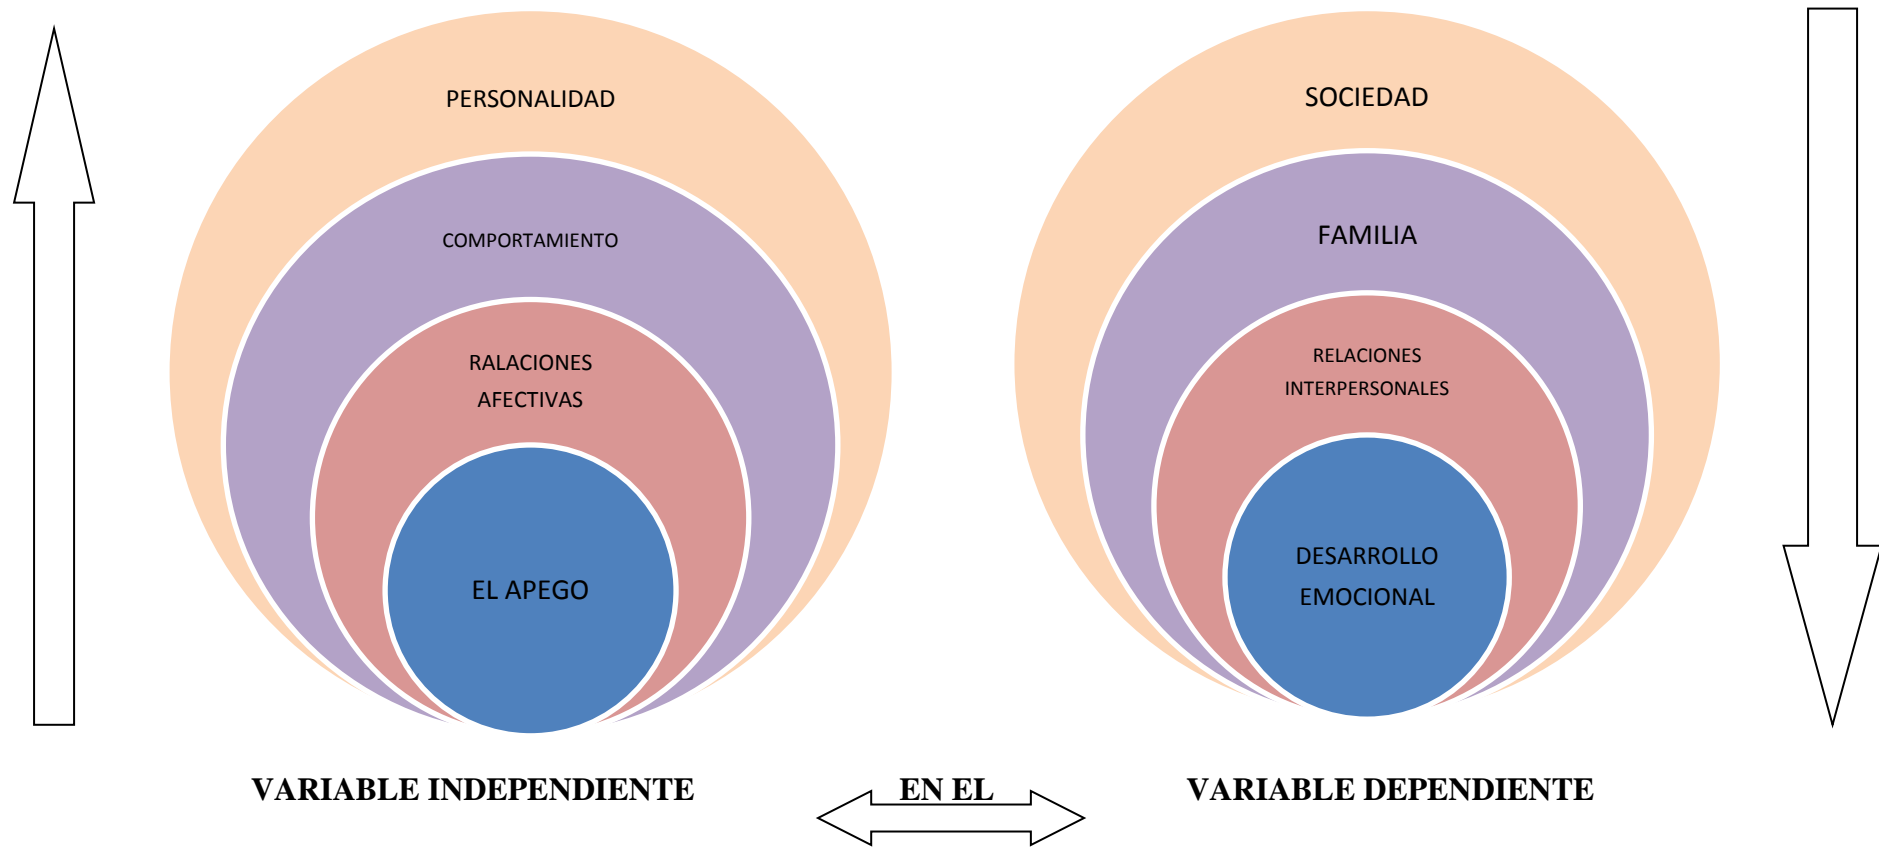 PERSONALIDAD
COMPORTAMIENTO
RALACIONES
AFECTIVAS
EL APEGO
SOCIEDAD
FAMILIA
RELACIONES
INTERPERSONALES
DESARROLLO
EMOCIONAL
VARIABLE INDEPENDIENTE
EN EL
VARIABLE DEPENDIENTE